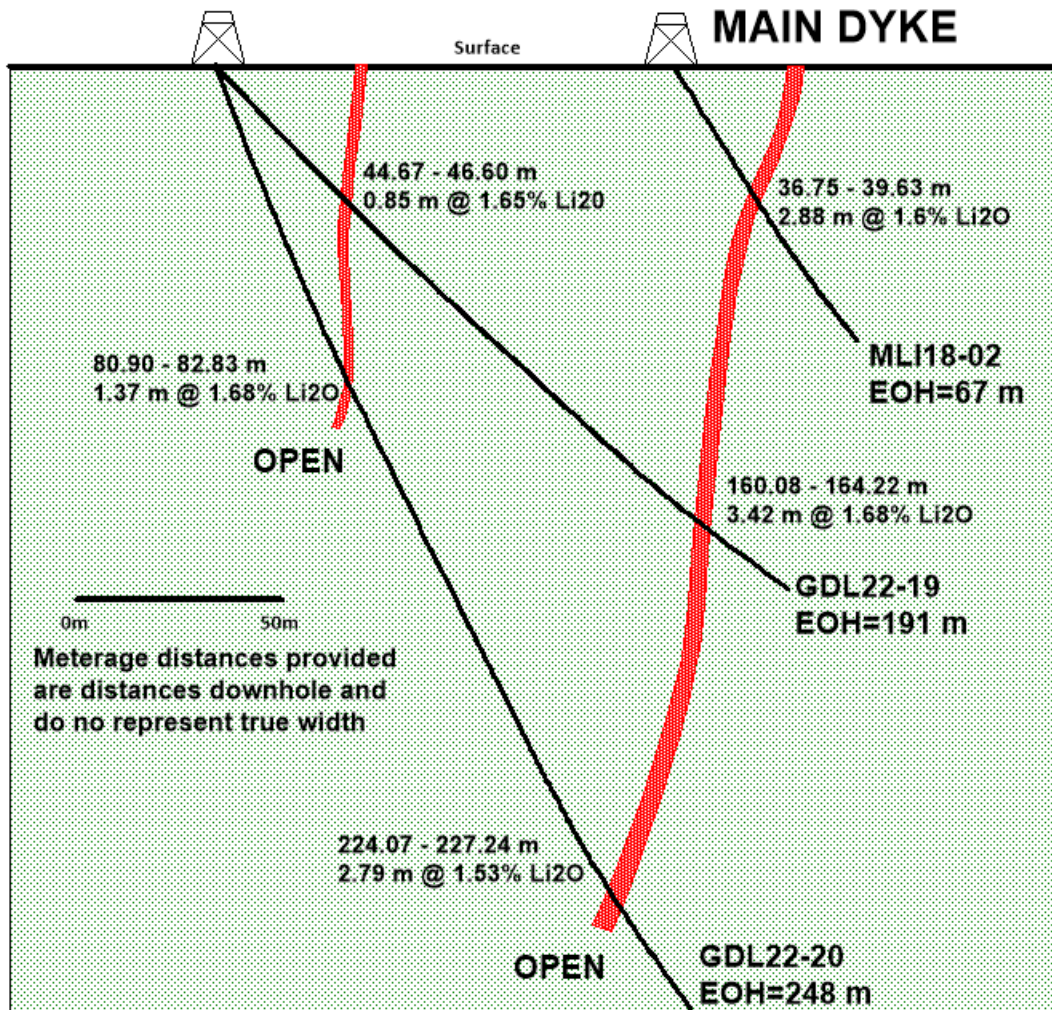 MAIN DYKE
Surface
44.67 - 46.60 m
0.85 m @ 1.65% Li20
36.75 - 39.63 m
2.88 m @ 1.6% Li2O
80.90 - 82.83 m
1.37 m @ 1.68% Li2O
MLI18-02
EOH=67 m
OPEN
160.08 - 164.22 m
3.42 m @ 1.68% Li2O
GDL22-19
EOH=191 m
0m
50m
Meterage distances provided
are distances downhole and
do no represent true width
224.07 - 227.24 m
2.79 m @ 1.53% Li2O
OPEN
GDL22-20
EOH=248 m